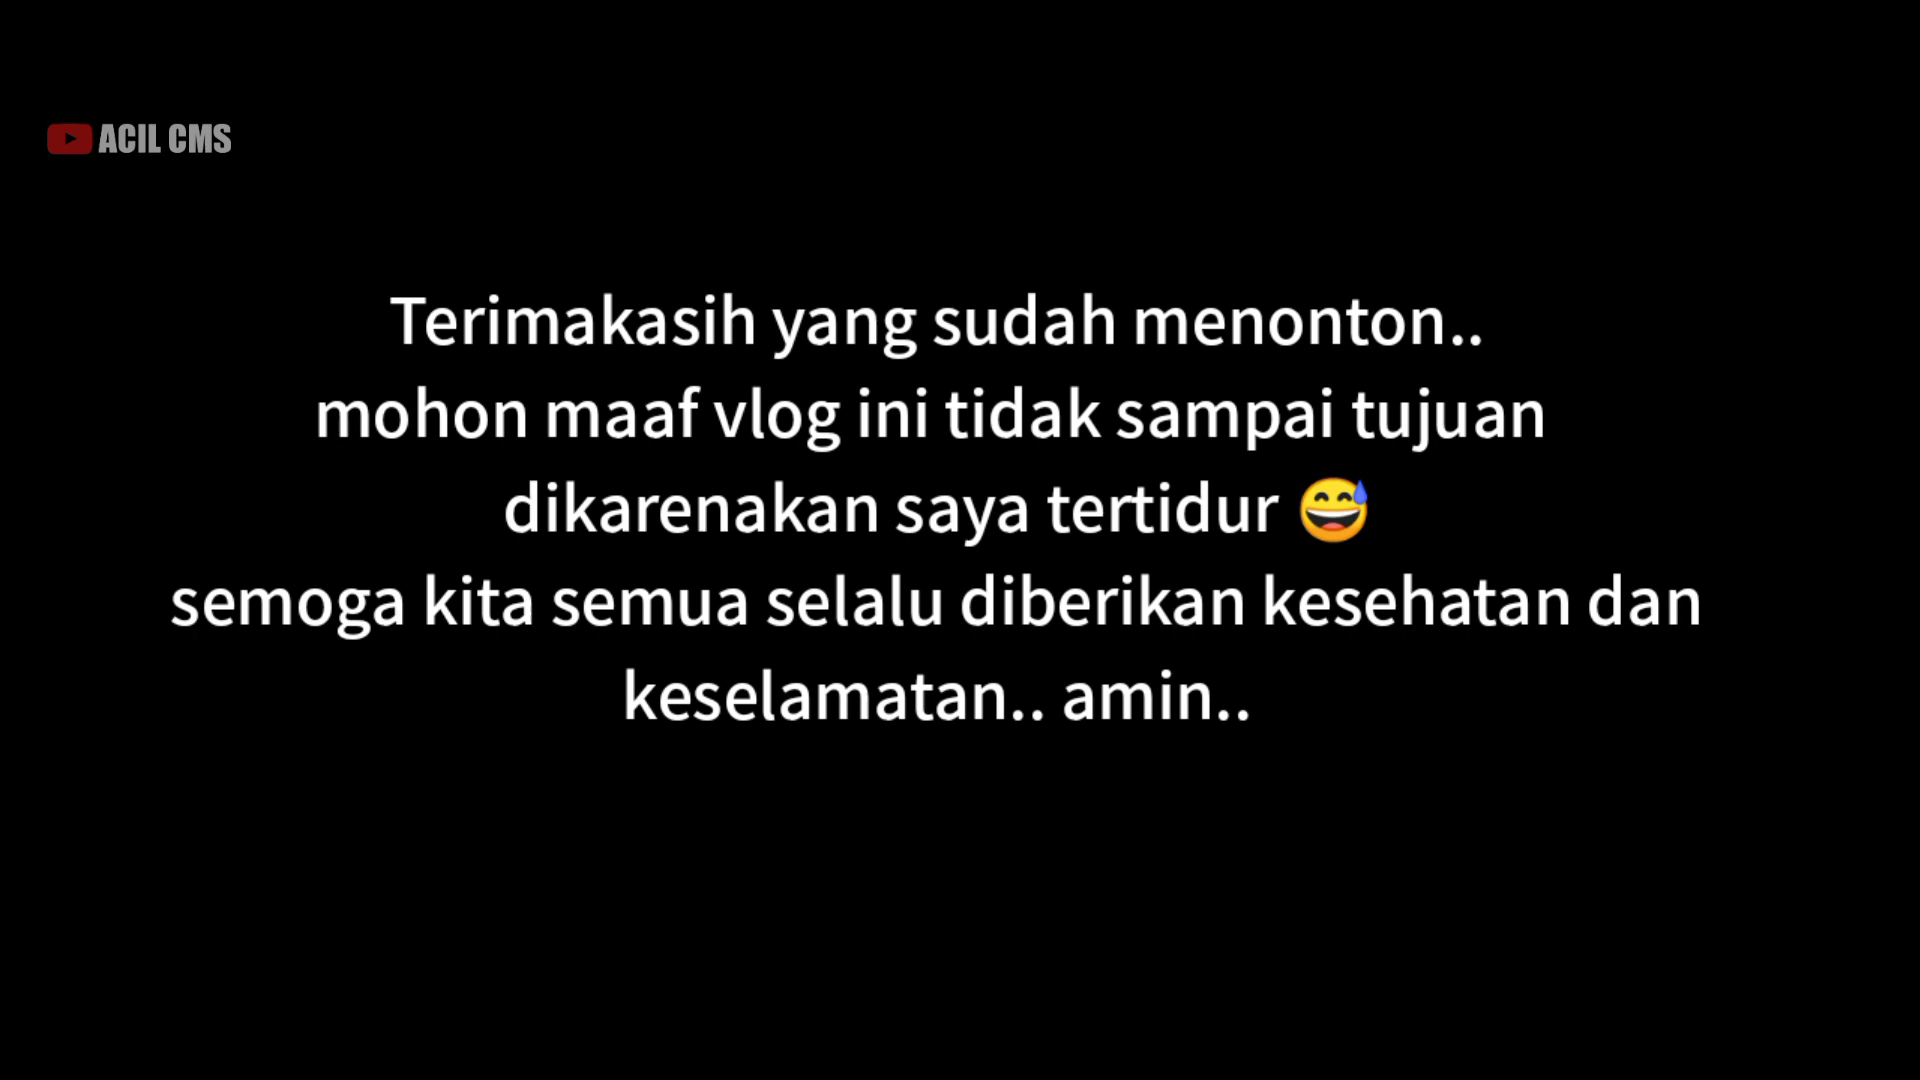 ACIL CMS
Terimakasih yang sudah menonton..
mohon maaf vlog ini tidak sampai tujuan
dikarenakan saya tertidur 😅
semoga kita semua selalu diberikan kesehatan dan
keselamatan.. amin..